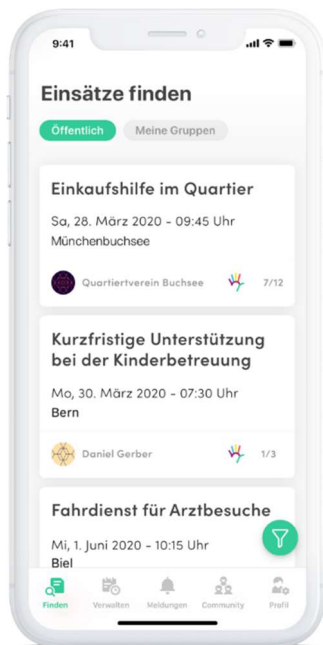 9:41
Einsätze finden
Öffentlich
Meine Gruppen
Einkaufshilfe im Quartier
Sa, 28. März 2020 - 09:45 Uhr
Münchenbuchsee
Quartiertverein Buchsee
7/12
Kurzfristige Unterstützung
bei der Kinderbetreuung
Mo, 30. März 2020 - 07:30 Uhr
Bern
Daniel Gerber
1/3
Fahrdienst für Arztbesuche
Mi, 1. Juni 2020 - 10:15 Uhr
Biel
Finden
Verwalten
Meldungen
Community
Profil